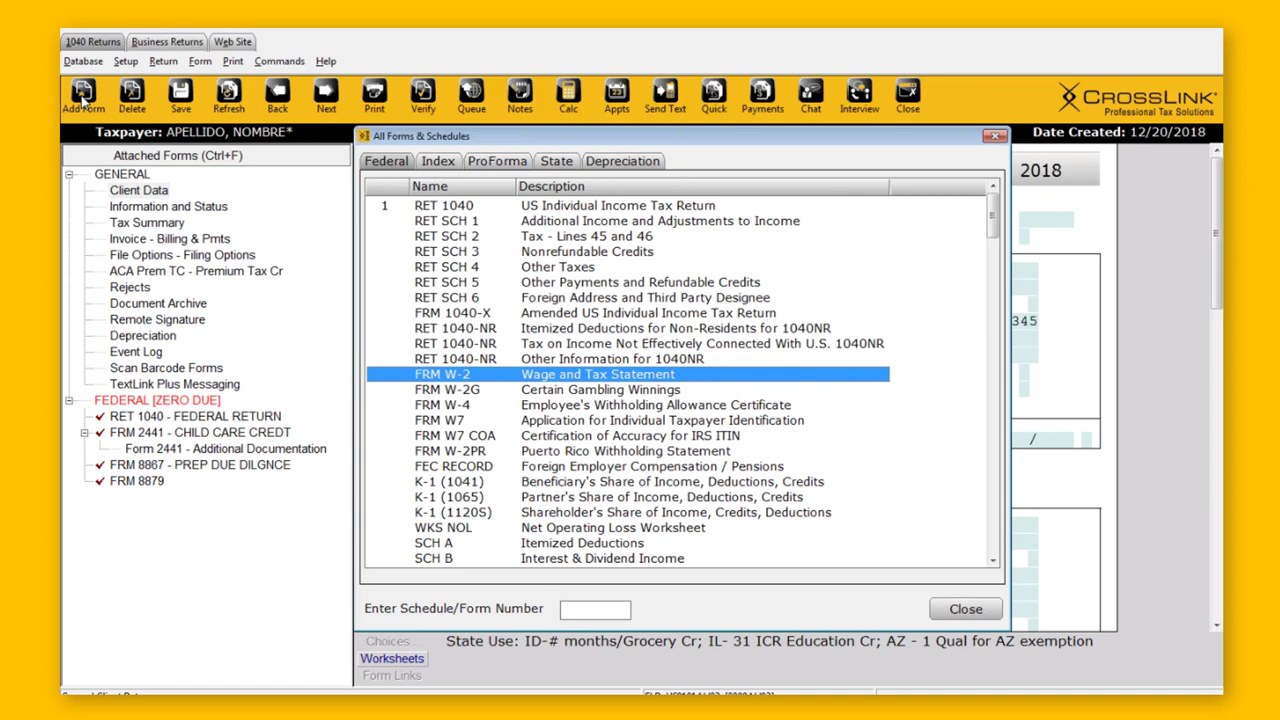 1040 Returns Business Returns Web Site
Database Setup Return Form Print Commands Help
Add Form Delete Save Refresh Back Next Print Verify Queue Notes Calc Appts Send Text Quick Payments Chat Interview Close
CROSSLINK
Professional Tax Solutions
Taxpayer: APELLIDO, NOMBRE*
All Forms & Schedules
Date Created: 12/20/2018
Attached Forms (Ctrl+F)
GENERAL
Client Data
Information and Status
Tax Summary
Invoice - Billing & Pmts
File Options - Filing Options
ACA Prem TC - Premium Tax Cr
Rejects
Document Archive
Remote Signature
Depreciation
Event Log
Scan Barcode Forms
TextLink Plus Messaging
FEDERAL [ZERO DUE]
RET 1040 - FEDERAL RETURN
FRM 2441 - CHILD CARE CREDT
Form 2441 - Additional Documentation
FRM 8867 - PREP DUE DILGNCE
FRM 8879
Federal Index ProForma State Depreciation
Name Description
1 RET 1040 US Individual Income Tax Return
RET SCH 1 Additional Income and Adjustments to Income
RET SCH 2 Tax - Lines 45 and 46
RET SCH 3 Nonrefundable Credits
RET SCH 4 Other Taxes
RET SCH 5 Other Payments and Refundable Credits
RET SCH 6 Foreign Address and Third Party Designee
FRM 1040-X Amended US Individual Income Tax Return
RET 1040-NR Itemized Deductions for Non-Residents for 1040NR
RET 1040-NR Tax on Income Not Effectively Connected With U.S. 1040NR
RET 1040-NR Other Information for 1040NR
FRM W-2 Wage and Tax Statement
FRM W-2G Certain Gambling Winnings
FRM W-4 Employee's Withholding Allowance Certificate
FRM W7 Application for Individual Taxpayer Identification
FRM W7 COA Certification of Accuracy for IRS ITIN
FRM W-2PR Puerto Rico Withholding Statement
FEC RECORD Foreign Employer Compensation / Pensions
K-1 (1041) Beneficiary's Share of Income, Deductions, Credits
K-1 (1065) Partner's Share of Income, Deductions, Credits
K-1 (1120S) Shareholder's Share of Income, Credits, Deductions
WKS NOL Net Operating Loss Worksheet
SCH A Itemized Deductions
SCH B Interest & Dividend Income
Enter Schedule/Form Number Close
2018
345
/
Choices State Use: ID-# months/Grocery Cr; IL- 31 ICR Education Cr; AZ - 1 Qual for AZ exemption
Worksheets
Form Links